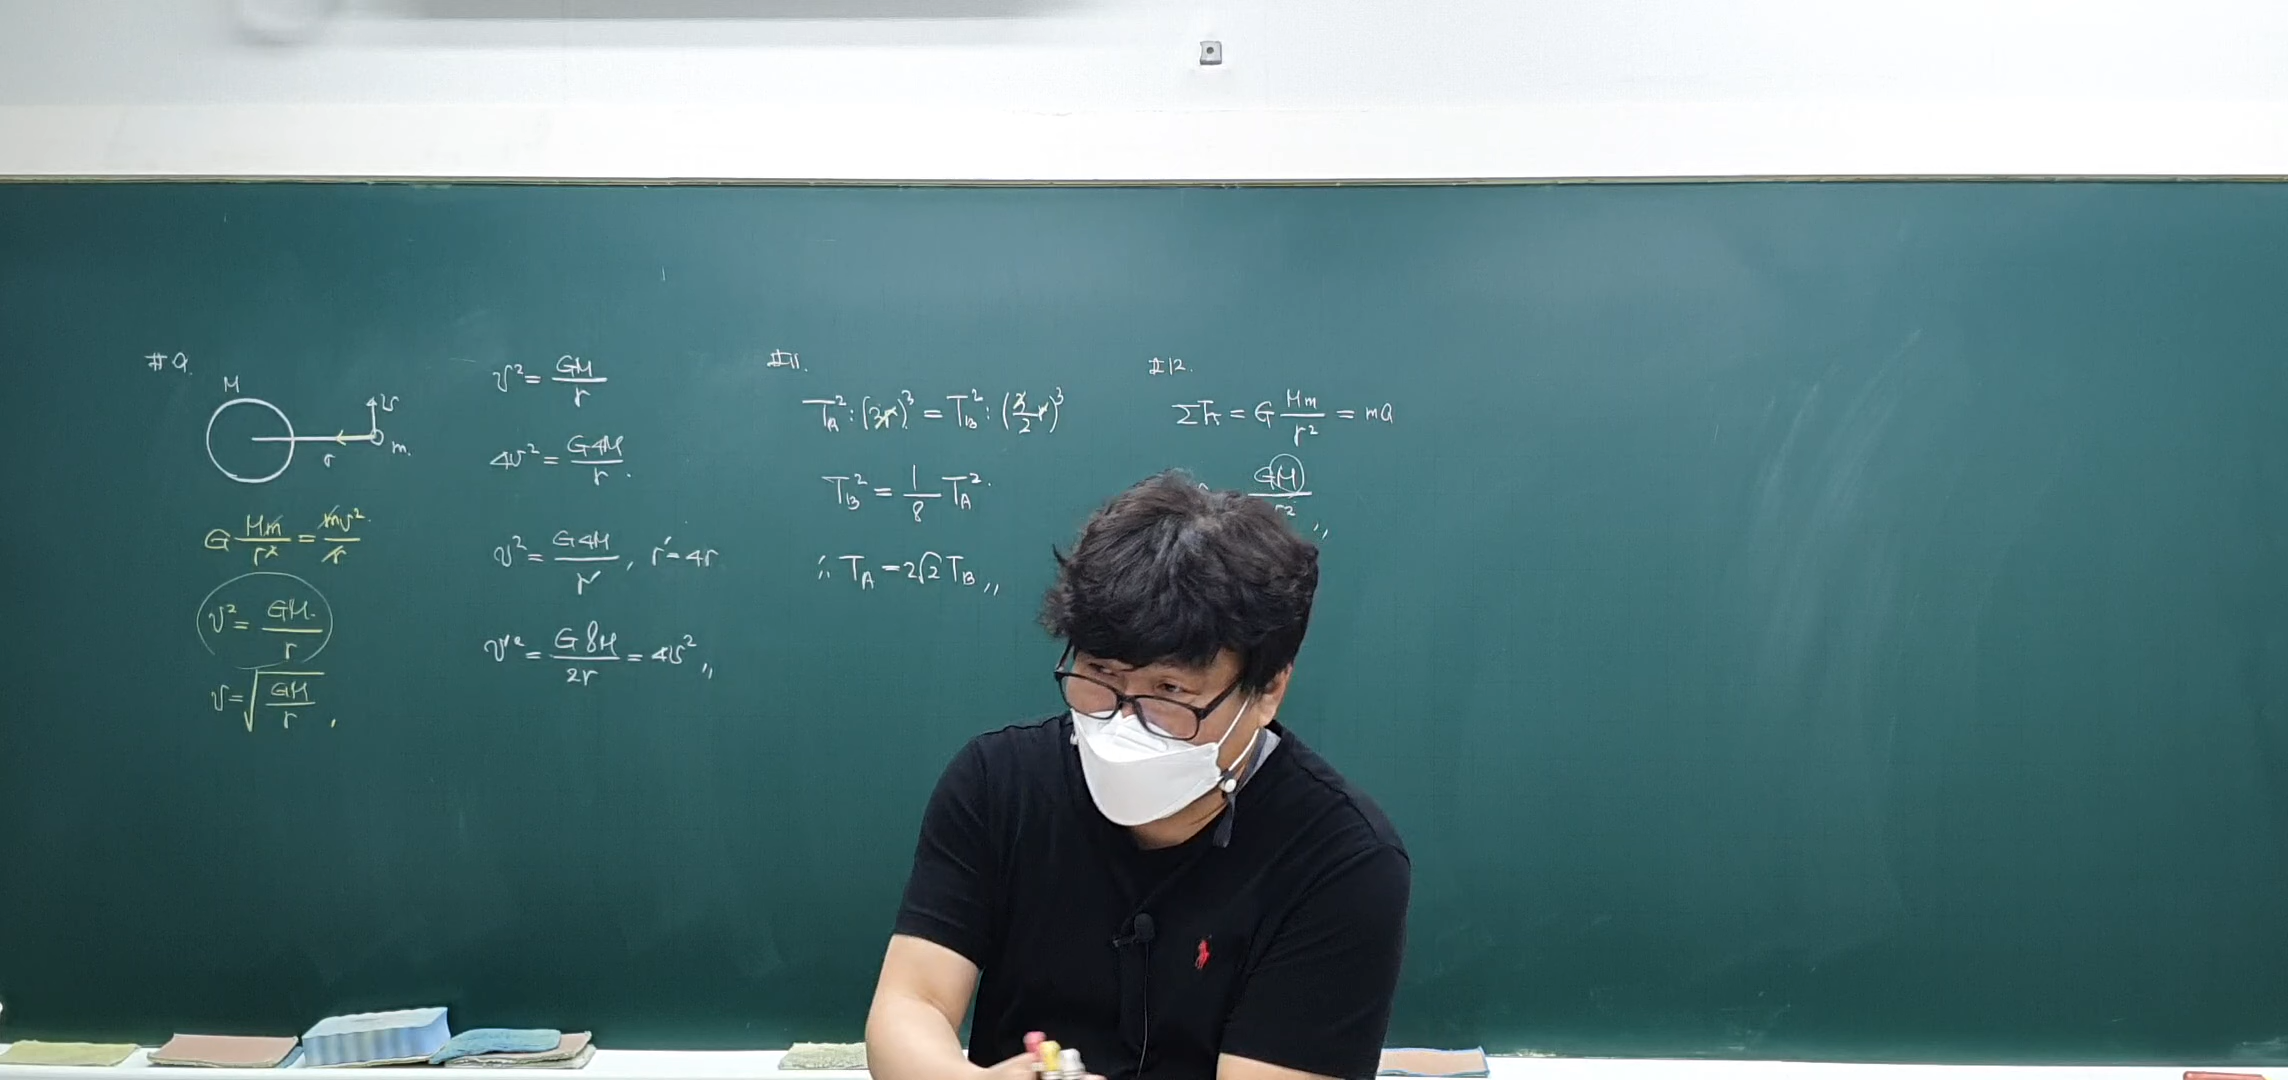 #9.
M
v
r
m.
G Mm/r² = mv²/r
v² = GM/r
v = √(GM/r),
v² = GM/r
4v² = G4M/r.
v² = G4M/r', r' = 4r
v'² = G8M/2r = 4v²,,
#11.
T_A² : (3r)³ = T_B² : (3/2 r)³
T_B² = 1/8 T_A².
∴ T_A = 2√2 T_B,,
#12.
ΣF = G Mm/r² = ma
GM/r²,,